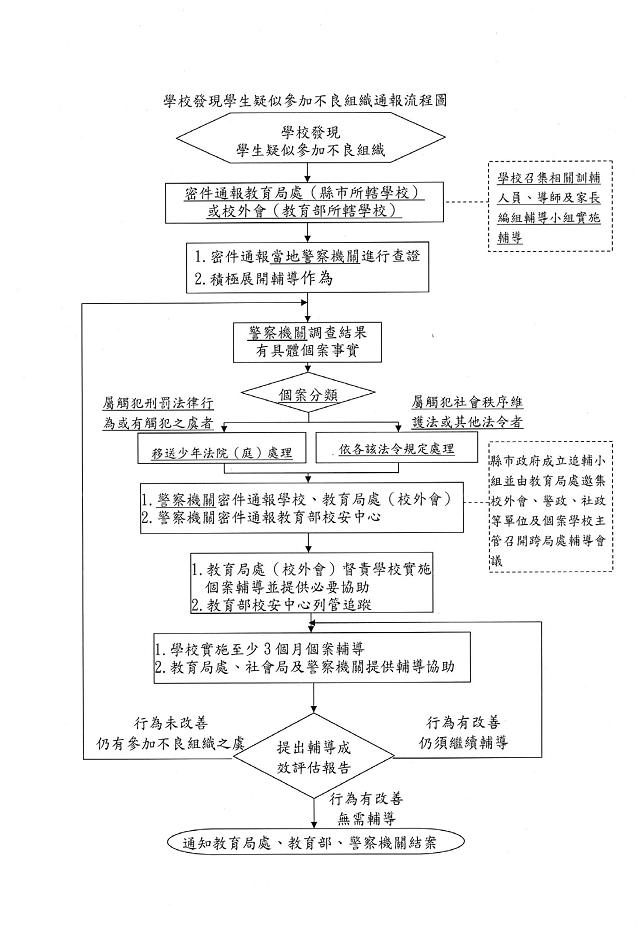 學校發現學生疑似參加不良組織通報流程圖
學校發現
學生疑似參加不良組織
密件通報教育局處（縣市所轄學校）
或校外會（教育部所轄學校）
學校召集相關訓輔
人員、導師及家長
編組輔導小組實施
輔導
1.密件通報當地警察機關進行查證
2.積極展開輔導作為
警察機關調查結果
有具體個案事實
個案分類
屬觸犯刑罰法律行
為或有觸犯之虞者
屬觸犯社會秩序維
護法或其他法令者
移送少年法院（庭）處理
依各該法令規定處理
縣市政府成立追輔小
組並由教育局處邀集
校外會、警政、社政
等單位及個案學校主
管召開跨局處輔導會
議
1.警察機關密件通報學校、教育局處（校外會）
2.警察機關密件通報教育部校安中心
1.教育局處（校外會）督責學校實施
個案輔導並提供必要協助
2.教育部校安中心列管追蹤
1.學校實施至少3個月個案輔導
2.教育局處、社會局及警察機關提供輔導協助
行為未改善
仍有參加不良組織之虞
提出輔導成
效評估報告
行為有改善
仍須繼續輔導
行為有改善
無需輔導
通知教育局處、教育部、警察機關結案